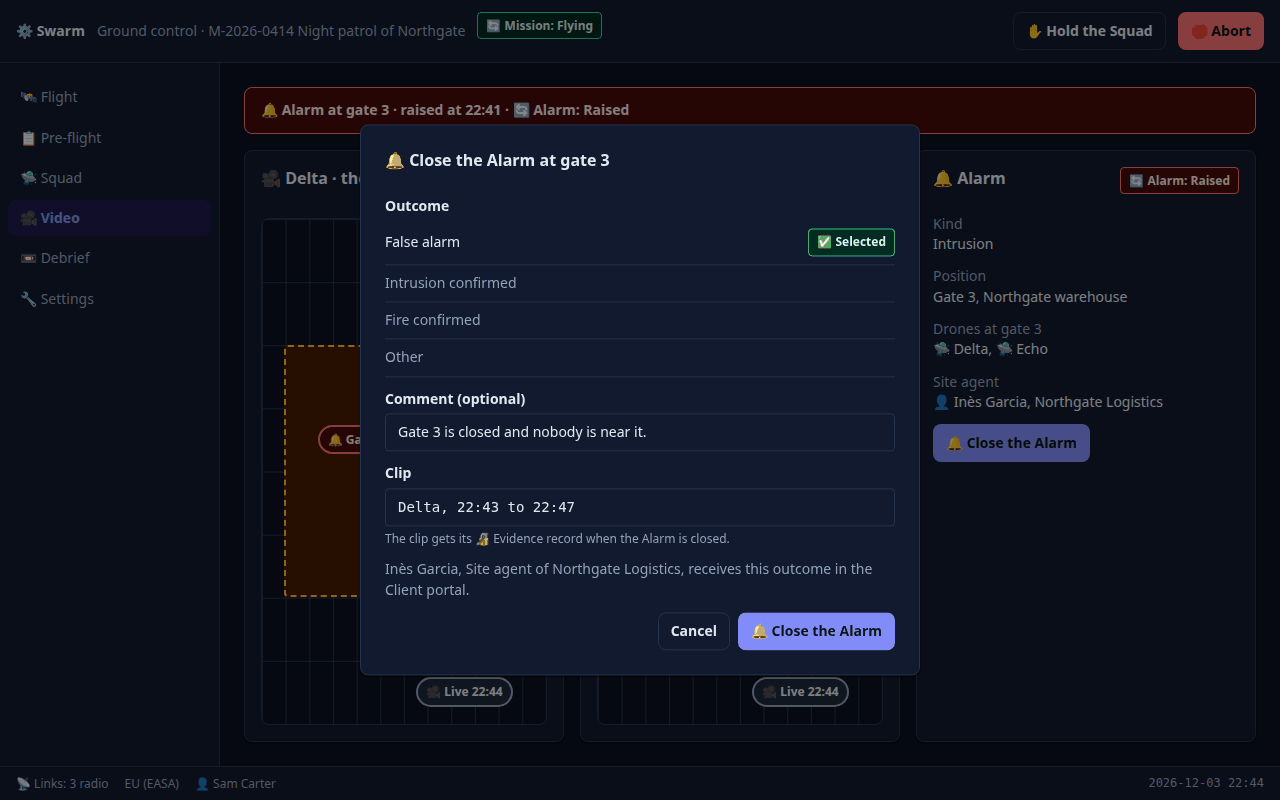 ⚙️ Swarm
Ground control · M-2026-0414 Night patrol of Northgate
🔄 Mission: Flying
✋ Hold the Squad
🛑 Abort
🛰️ Flight
📋 Pre-flight
🛸 Squad
🎥 Video
📼 Debrief
🔧 Settings
🔔 Alarm at gate 3 · raised at 22:41 · 🔄 Alarm: Raised
🎥 Delta · the
🔔 Ga
🎥 Live 22:44
🎥 Live 22:44
🔔 Close the Alarm at gate 3
Outcome
False alarm
✅ Selected
Intrusion confirmed
Fire confirmed
Other
Comment (optional)
Gate 3 is closed and nobody is near it.
Clip
Delta, 22:43 to 22:47
The clip gets its 🕵️ Evidence record when the Alarm is closed.
Inès Garcia, Site agent of Northgate Logistics, receives this outcome in the
Client portal.
Cancel
🔔 Close the Alarm
🔔 Alarm
🔄 Alarm: Raised
Kind
Intrusion
Position
Gate 3, Northgate warehouse
Drones at gate 3
🛸 Delta, 🛸 Echo
Site agent
👤 Inès Garcia, Northgate Logistics
🔔 Close the Alarm
📡 Links: 3 radio
EU (EASA)
👤 Sam Carter
2026-12-03 22:44